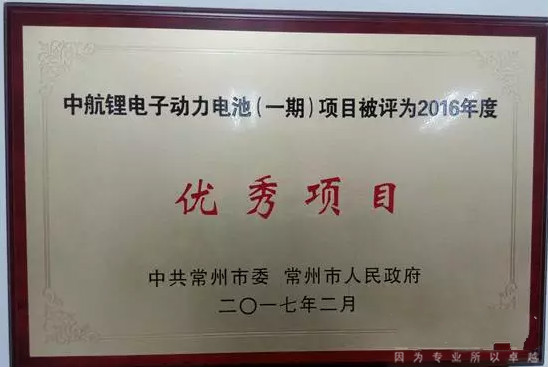 中航锂电子动力电池(一期)项目被评为2016年度
优秀项目
中共常州市委 常州市人民政府
二〇一七年二月
因为专业所以卓越